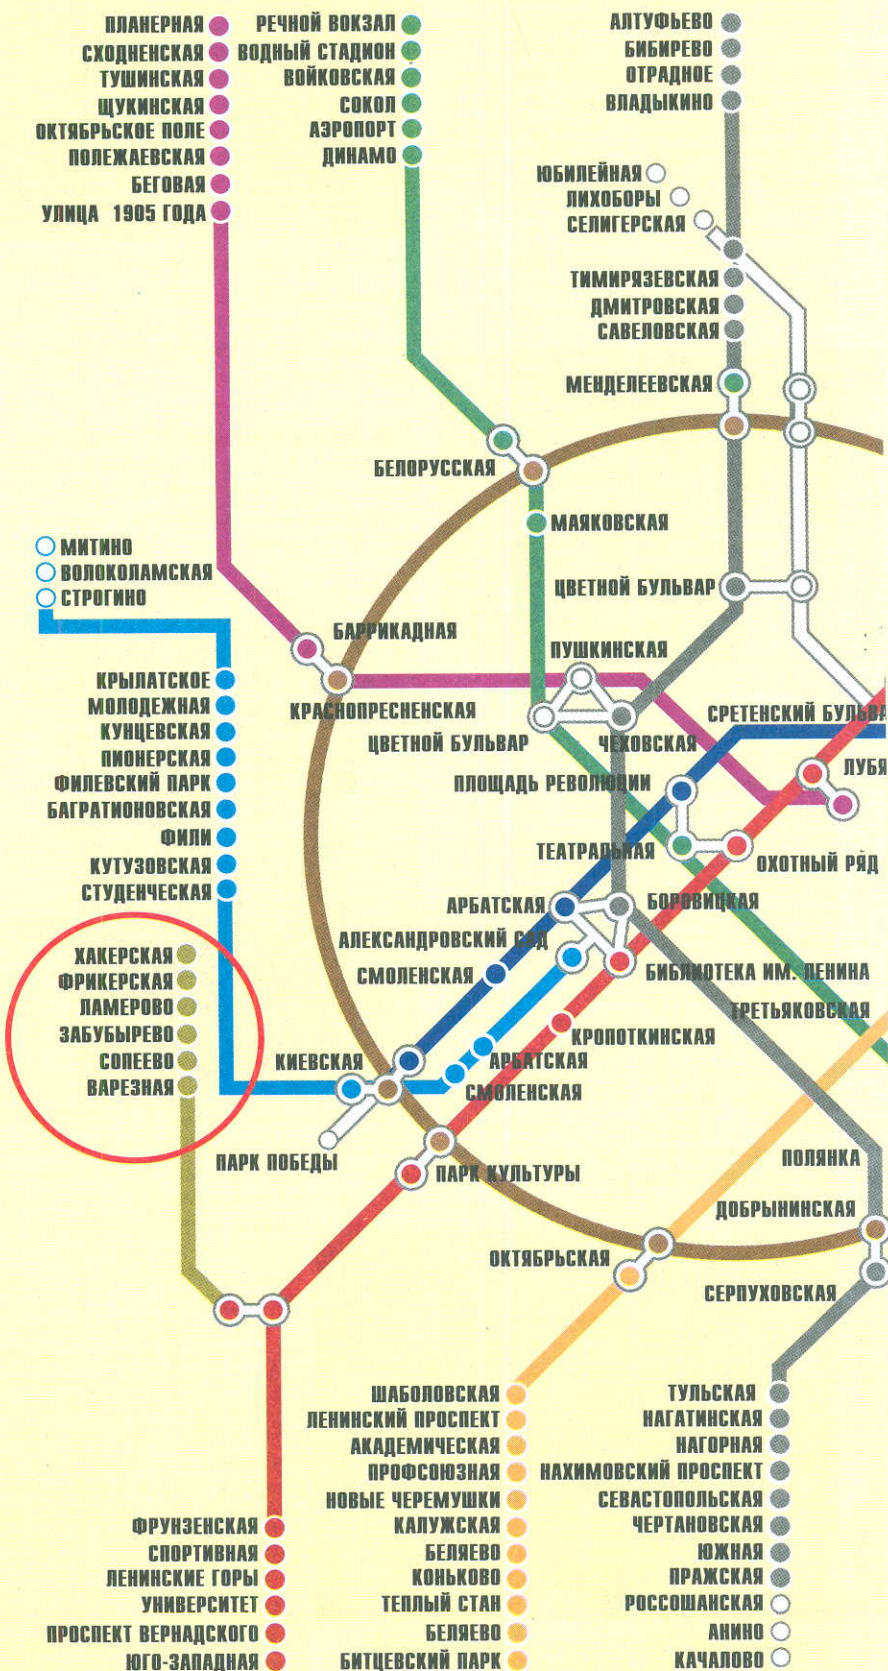 ПЛАНЕРНАЯ
СХОДНЕНСКАЯ
ТУШИНСКАЯ
ЩУКИНСКАЯ
ОКТЯБРЬСКОЕ ПОЛЕ
ПОЛЕЖАЕВСКАЯ
БЕГОВАЯ
УЛИЦА 1905 ГОДА
РЕЧНОЙ ВОКЗАЛ
ВОДНЫЙ СТАДИОН
ВОЙКОВСКАЯ
СОКОЛ
АЭРОПОРТ
ДИНАМО
АЛТУФЬЕВО
БИБИРЕВО
ОТРАДНОЕ
ВЛАДЫКИНО
ЮБИЛЕЙНАЯ
ЛИХОБОРЫ
СЕЛИГЕРСКАЯ
ТИМИРЯЗЕВСКАЯ
ДМИТРОВСКАЯ
САВЕЛОВСКАЯ
МЕНДЕЛЕЕВСКАЯ
БЕЛОРУССКАЯ
МАЯКОВСКАЯ
ЦВЕТНОЙ БУЛЬВАР
МИТИНО
ВОЛОКОЛАМСКАЯ
СТРОГИНО
БАРРИКАДНАЯ
ПУШКИНСКАЯ
КРАСНОПРЕСНЕНСКАЯ
СРЕТЕНСКИЙ БУЛЬВА
ЦВЕТНОЙ БУЛЬВАР
ЧЕХОВСКАЯ
КРЫЛАТСКОЕ
МОЛОДЕЖНАЯ
КУНЦЕВСКАЯ
ПИОНЕРСКАЯ
ФИЛЕВСКИЙ ПАРК
БАГРАТИОНОВСКАЯ
ФИЛИ
КУТУЗОВСКАЯ
СТУДЕНЧЕСКАЯ
ПЛОЩАДЬ РЕВОЛЮЦИИ
ЛУБЯ
ТЕАТРАЛЬНАЯ
ОХОТНЫЙ РЯД
АРБАТСКАЯ
БОРОВИЦКАЯ
АЛЕКСАНДРОВСКИЙ САД
СМОЛЕНСКАЯ
БИБЛИОТЕКА ИМ. ЛЕНИНА
ТРЕТЬЯКОВСКАЯ
КРОПОТКИНСКАЯ
АРБАТСКАЯ
СМОЛЕНСКАЯ
КИЕВСКАЯ
ХАКЕРСКАЯ
ФРИКЕРСКАЯ
ЛАМЕРОВО
ЗАБУБЫРЕВО
СОПЕЕВО
ВАРЕЗНАЯ
ПАРК ПОБЕДЫ
ПАРК КУЛЬТУРЫ
ПОЛЯНКА
ДОБРЫНИНСКАЯ
ОКТЯБРЬСКАЯ
СЕРПУХОВСКАЯ
ФРУНЗЕНСКАЯ
СПОРТИВНАЯ
ЛЕНИНСКИЕ ГОРЫ
УНИВЕРСИТЕТ
ПРОСПЕКТ ВЕРНАДСКОГО
ЮГО-ЗАПАДНАЯ
ШАБОЛОВСКАЯ
ЛЕНИНСКИЙ ПРОСПЕКТ
АКАДЕМИЧЕСКАЯ
ПРОФСОЮЗНАЯ
НОВЫЕ ЧЕРЕМУШКИ
КАЛУЖСКАЯ
БЕЛЯЕВО
КОНЬКОВО
ТЕПЛЫЙ СТАН
БЕЛЯЕВО
БИТЦЕВСКИЙ ПАРК
ТУЛЬСКАЯ
НАГАТИНСКАЯ
НАГОРНАЯ
НАХИМОВСКИЙ ПРОСПЕКТ
СЕВАСТОПОЛЬСКАЯ
ЧЕРТАНОВСКАЯ
ЮЖНАЯ
ПРАЖСКАЯ
РОССОШАНСКАЯ
АНИНО
КАЧАЛОВО